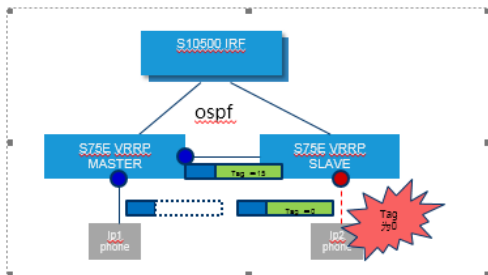 S10500 IRF
ospf
S75E VRRP
MASTER
S75E VRRP
SLAVE
Tag =15
Tag =0
Ip1
phone
Ip2
phone
Tag
为0